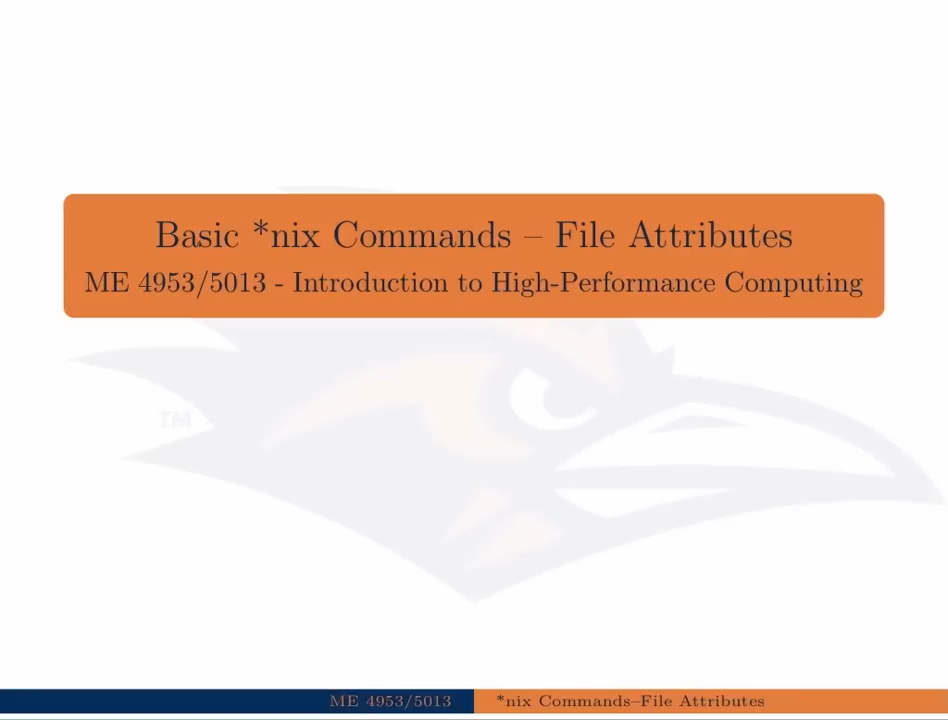 Basic *nix Commands – File Attributes
ME 4953/5013 - Introduction to High-Performance Computing
TM
ME 4953/5013
*nix Commands–File Attributes